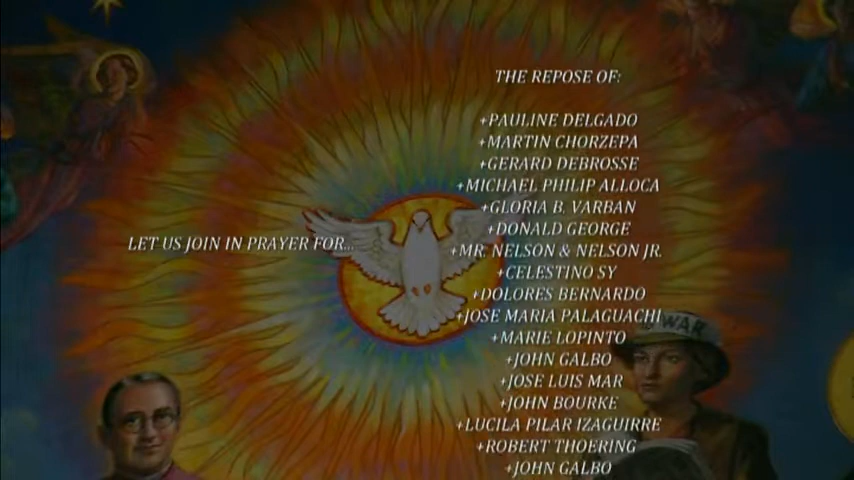 THE REPOSE OF:
+PAULINE DELGADO
+MARTIN CHORZEPA
+GERARD DEBROSSE
+MICHAEL PHILIP ALLOCA
+GLORIA B. VARBAN
+DONALD GEORGE
LET US JOIN IN PRAYER FOR...
+MR. NELSON & NELSON JR.
+CELESTINO SY
+DOLORES BERNARDO
+JOSE MARIA PALAGUACHI
+MARIE LOPINTO
+JOHN GALBO
+JOSE LUIS MAR
+JOHN BOURKE
+LUCILA PILAR IZAGUIRRE
+ROBERT THOERING
+JOHN GALBO
WAR